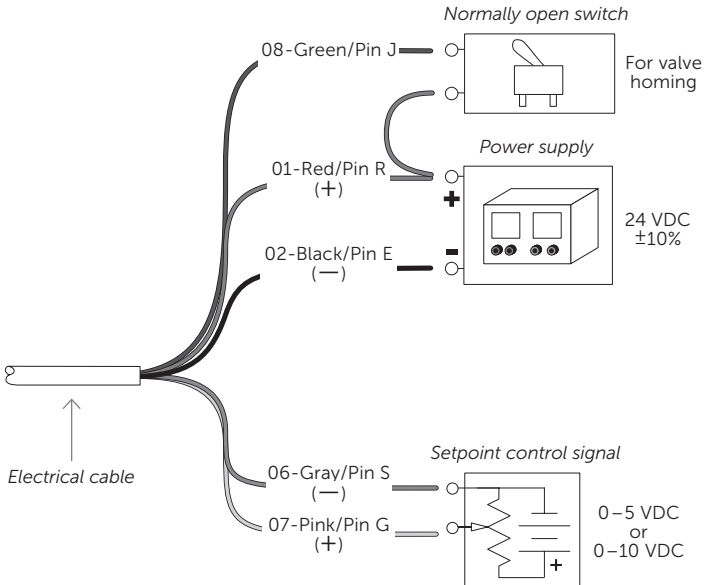 Normally open switch
08-Green/Pin J
For valve
homing
Power supply
01-Red/Pin R
(+)
+
24 VDC
±10%
02-Black/Pin E
(—)
-
Electrical cable
Setpoint control signal
06-Gray/Pin S
(—)
07-Pink/Pin G
(+)
0–5 VDC
or
0–10 VDC
+